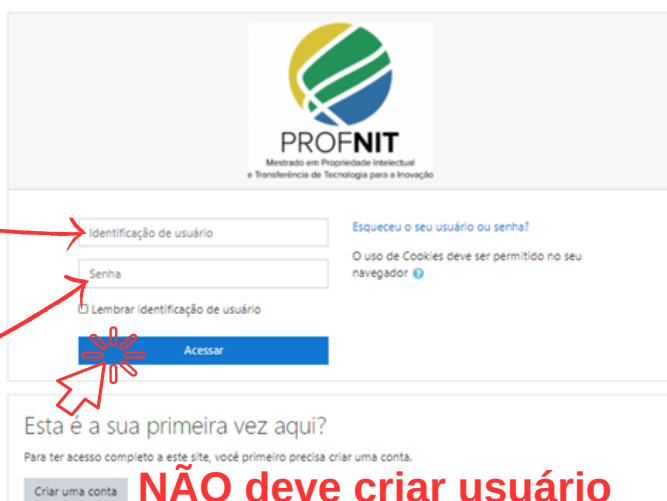 PROFNIT
Mestrado em Propriedade Intelectual
e Transferência de Tecnologia para a Inovação
Identificação de usuário
Senha
Lembrar identificação de usuário
Acessar
Esqueceu o seu usuário ou senha?
O uso de Cookies deve ser permitido no seu
navegador
Esta é a sua primeira vez aqui?
Para ter acesso completo a este site, você primeiro precisa criar uma conta.
Criar uma conta
NÃO deve criar usuário